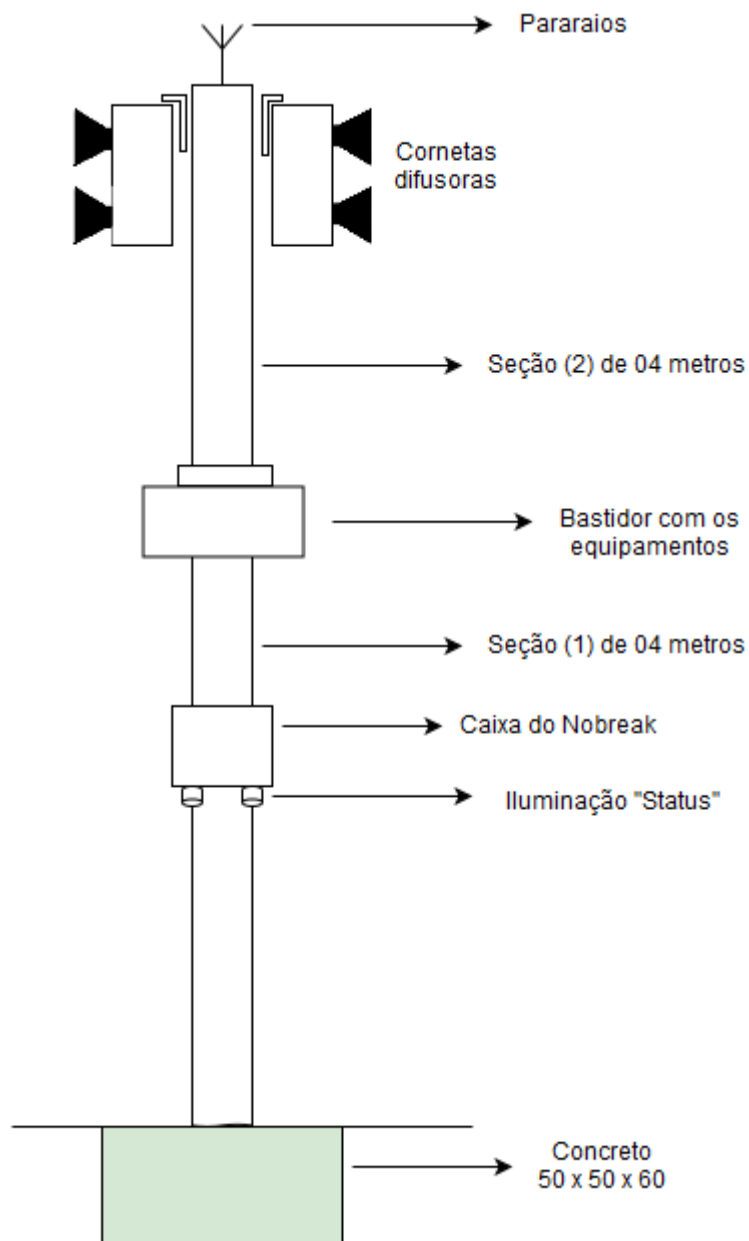 Pararaios
Cornetas
difusoras
Seção (2) de 04 metros
Bastidor com os
equipamentos
Seção (1) de 04 metros
Caixa do Nobreak
Iluminação "Status"
Concreto
50 x 50 x 60